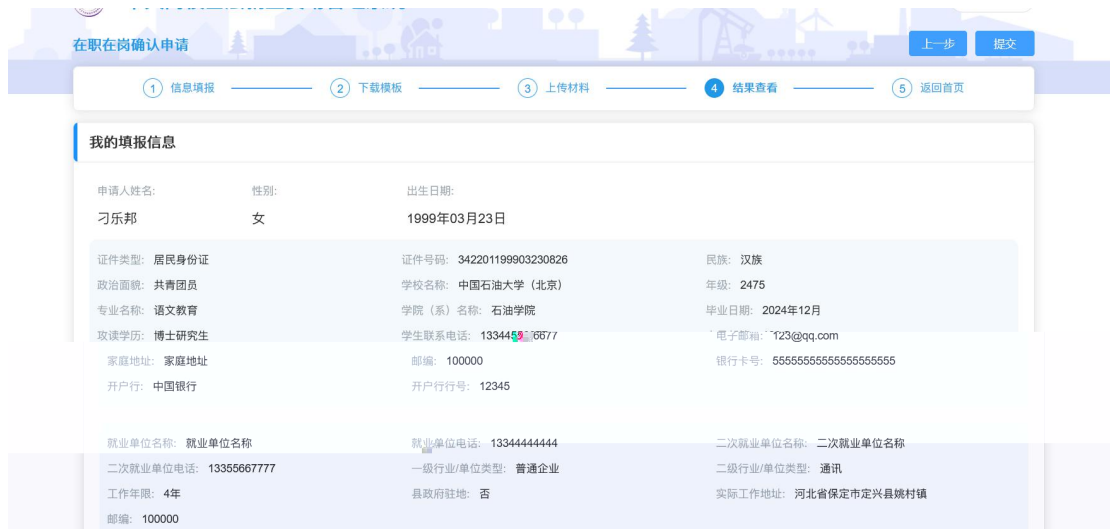 在职在岗确认申请 上一步 提交
1 信息填报 2 下载模板 3 上传材料 4 结果查看 5 返回首页
我的填报信息
申请人姓名: 性别: 出生日期:
刁乐邦 女 1999年03月23日
证件类型: 居民身份证 证件号码: 342201199903230826 民族: 汉族
政治面貌: 共青团员 学校名称: 中国石油大学（北京） 年级: 2475
专业名称: 语文教育 学院（系）名称: 石油学院 毕业日期: 2024年12月
攻读学历: 博士研究生 学生联系电话: 电子邮箱: 123@qq.com
家庭地址: 家庭地址 邮编: 100000 银行卡号: 5555555555555555555
开户行: 中国银行 开户行行号: 12345
就业单位名称: 就业单位名称 就业单位电话: 13344444444 二次就业单位名称: 二次就业单位名称
二次就业单位电话: 13355667777 一级行业/单位类型: 普通企业 二级行业/单位类型: 通讯
工作年限: 4年 县政府驻地: 否 实际工作地址: 河北省保定市定兴县姚村镇
邮编: 100000